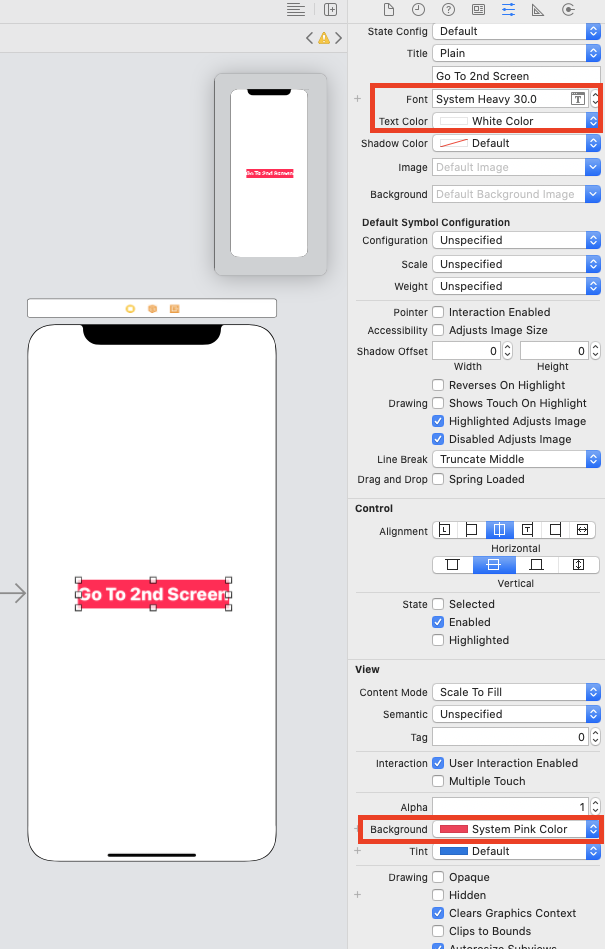 State Config Default
Title Plain
Go To 2nd Screen
Font System Heavy 30.0 T
Text Color White Color
Shadow Color Default
Image Default Image
Background Default Background Image
Default Symbol Configuration
Configuration Unspecified
Scale Unspecified
Weight Unspecified
Pointer Interaction Enabled
Accessibility Adjusts Image Size
Shadow Offset 0 0
Width Height
Reverses On Highlight
Drawing Shows Touch On Highlight
Highlighted Adjusts Image
Disabled Adjusts Image
Line Break Truncate Middle
Drag and Drop Spring Loaded
Control
Alignment L T
Horizontal
Vertical
State Selected
Enabled
Highlighted
View
Content Mode Scale To Fill
Semantic Unspecified
Tag 0
Interaction User Interaction Enabled
Multiple Touch
Alpha 1
Background System Pink Color
Tint Default
Drawing Opaque
Hidden
Clears Graphics Context
Clips to Bounds
Autoresize Subviews
Go To 2nd Screen
Go To 2nd Screen